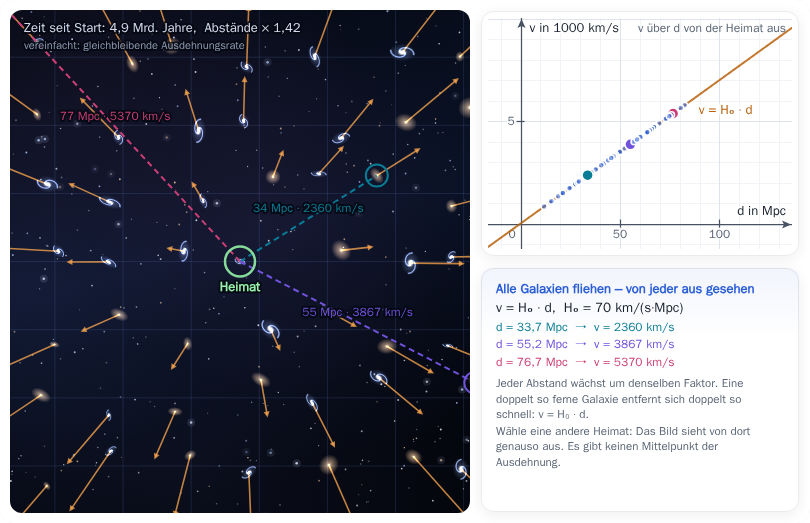 Zeit seit Start: 4,9 Mrd. Jahre,  Abstände × 1,42
vereinfacht: gleichbleibende Ausdehnungsrate
77 Mpc · 5370 km/s
34 Mpc · 2360 km/s
Heimat
55 Mpc · 3867 km/s
v in 1000 km/s
v über d von der Heimat aus
v = H₀ · d
5
d in Mpc
0
50
100
Alle Galaxien fliehen – von jeder aus gesehen
v = H₀ · d,  H₀ = 70 km/(s·Mpc)
d = 33,7 Mpc → v = 2360 km/s
d = 55,2 Mpc → v = 3867 km/s
d = 76,7 Mpc → v = 5370 km/s
Jeder Abstand wächst um denselben Faktor. Eine
doppelt so ferne Galaxie entfernt sich doppelt so
schnell: v = H₀ · d.
Wähle eine andere Heimat: Das Bild sieht von dort
genauso aus. Es gibt keinen Mittelpunkt der
Ausdehnung.